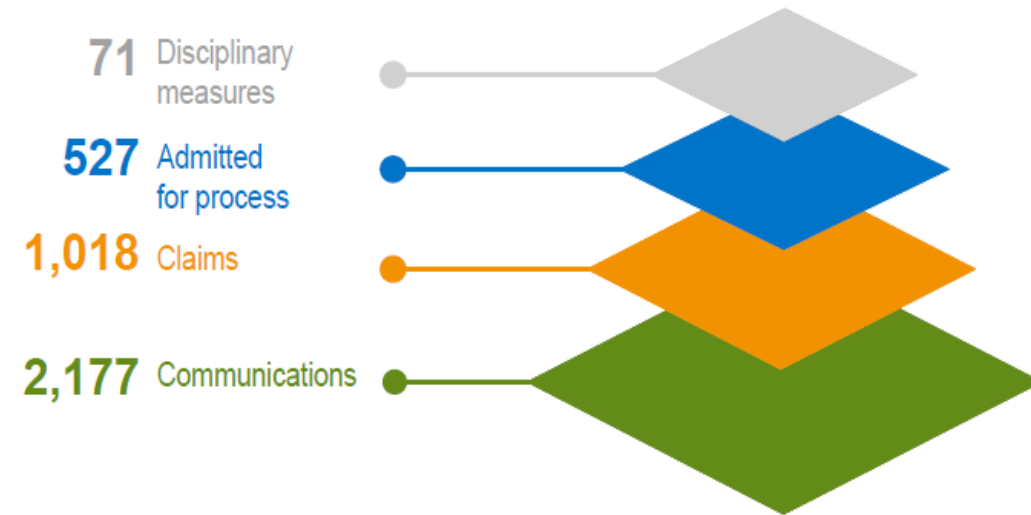 71 Disciplinary
measures
527 Admitted
for process
1,018 Claims
2,177 Communications